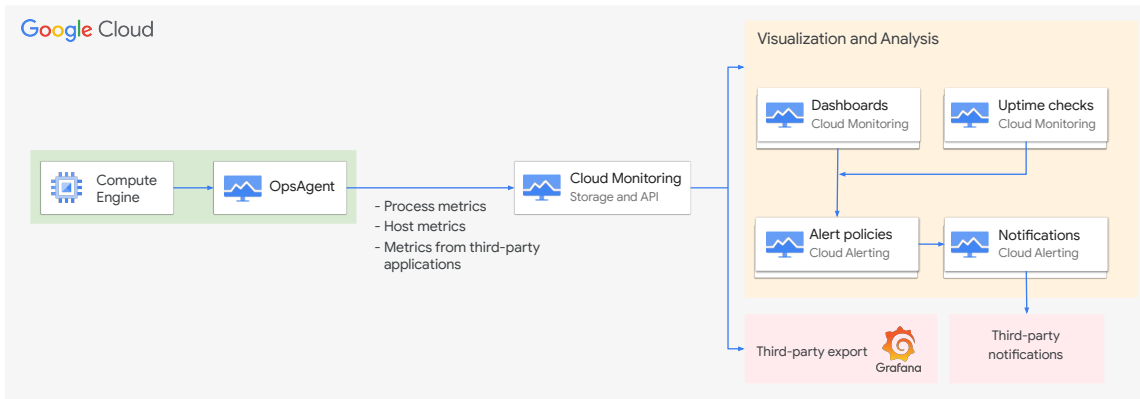 Google Cloud
Visualization and Analysis
Dashboards
Cloud Monitoring
Uptime checks
Cloud Monitoring
Compute
Engine
OpsAgent
Cloud Monitoring
Storage and API
- Process metrics
- Host metrics
- Metrics from third-party
applications
Alert policies
Cloud Alerting
Notifications
Cloud Alerting
Third-party export
Grafana
Third-party
notifications